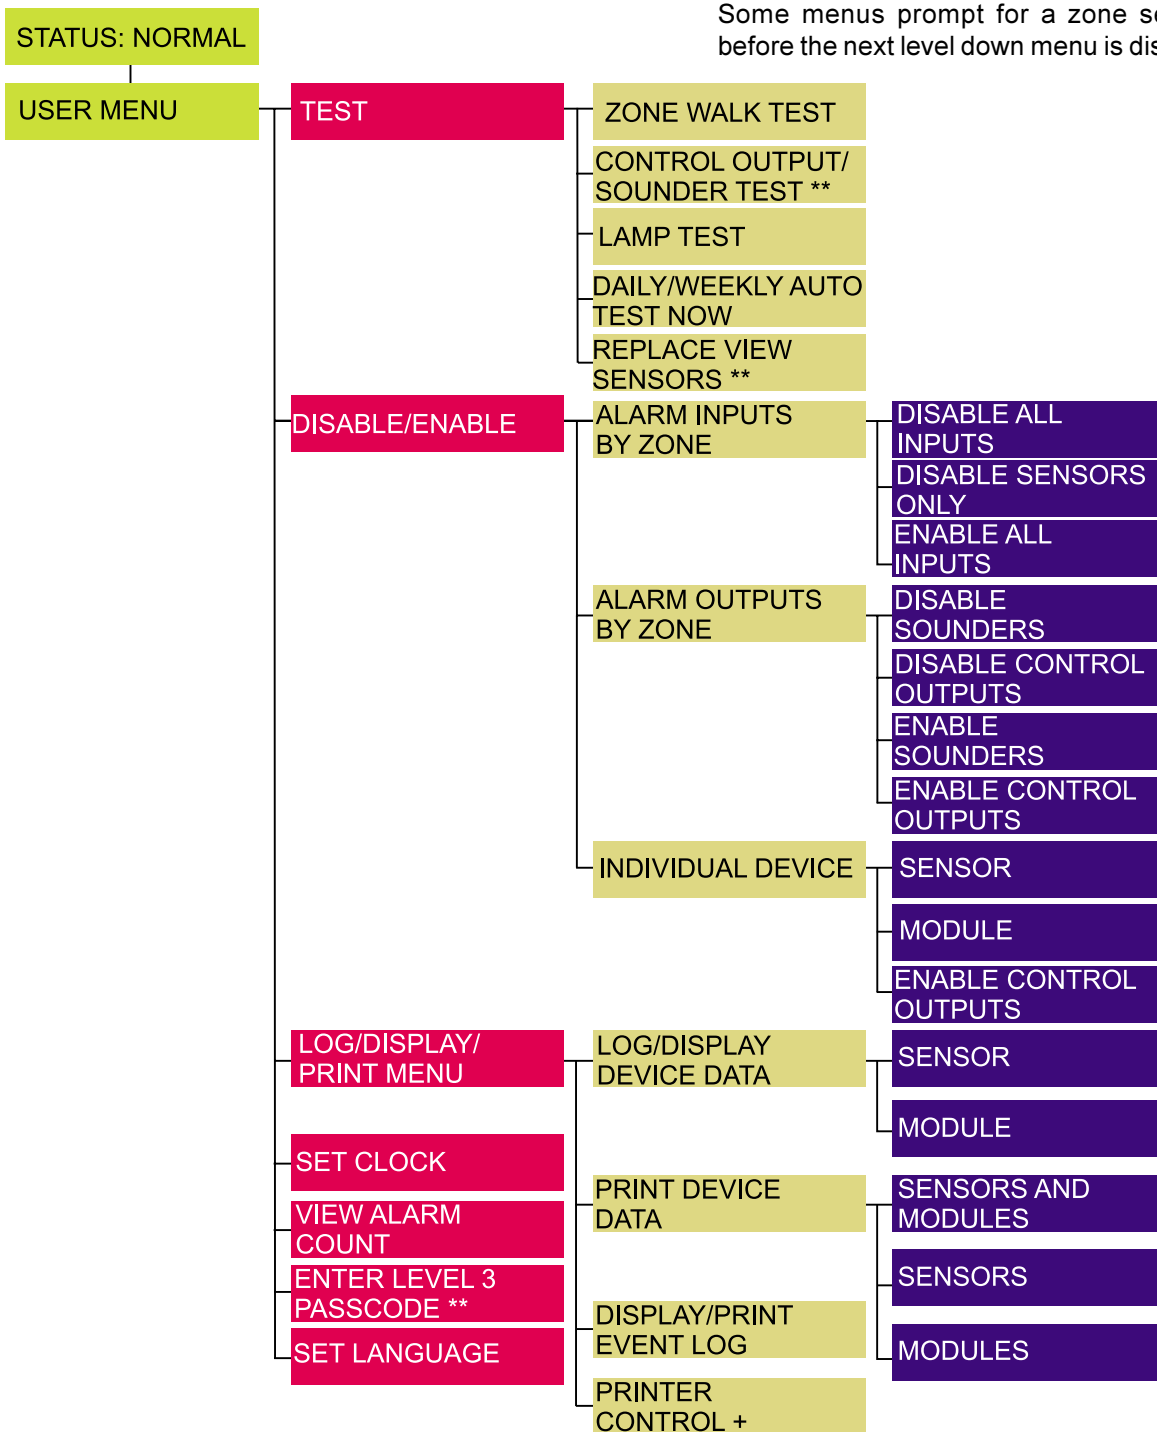 Some menus prompt for a zone
before the next level down menu is
STATUS: NORMAL
USER MENU
TEST
ZONE WALK TEST
CONTROL OUTPUT/
SOUNDER TEST **
LAMP TEST
DAILY/WEEKLY AUTO
TEST NOW
REPLACE VIEW
SENSORS **
DISABLE/ENABLE
ALARM INPUTS
BY ZONE
DISABLE ALL
INPUTS
DISABLE SENSORS
ONLY
ENABLE ALL
INPUTS
ALARM OUTPUTS
BY ZONE
DISABLE
SOUNDERS
DISABLE CONTROL
OUTPUTS
ENABLE
SOUNDERS
ENABLE CONTROL
OUTPUTS
INDIVIDUAL DEVICE
SENSOR
MODULE
ENABLE CONTROL
OUTPUTS
LOG/DISPLAY/
PRINT MENU
LOG/DISPLAY
DEVICE DATA
SENSOR
MODULE
SET CLOCK
PRINT DEVICE
DATA
SENSORS AND
MODULES
VIEW ALARM
COUNT
SENSORS
ENTER LEVEL 3
PASSCODE **
DISPLAY/PRINT
EVENT LOG
MODULES
SET LANGUAGE
PRINTER
CONTROL +